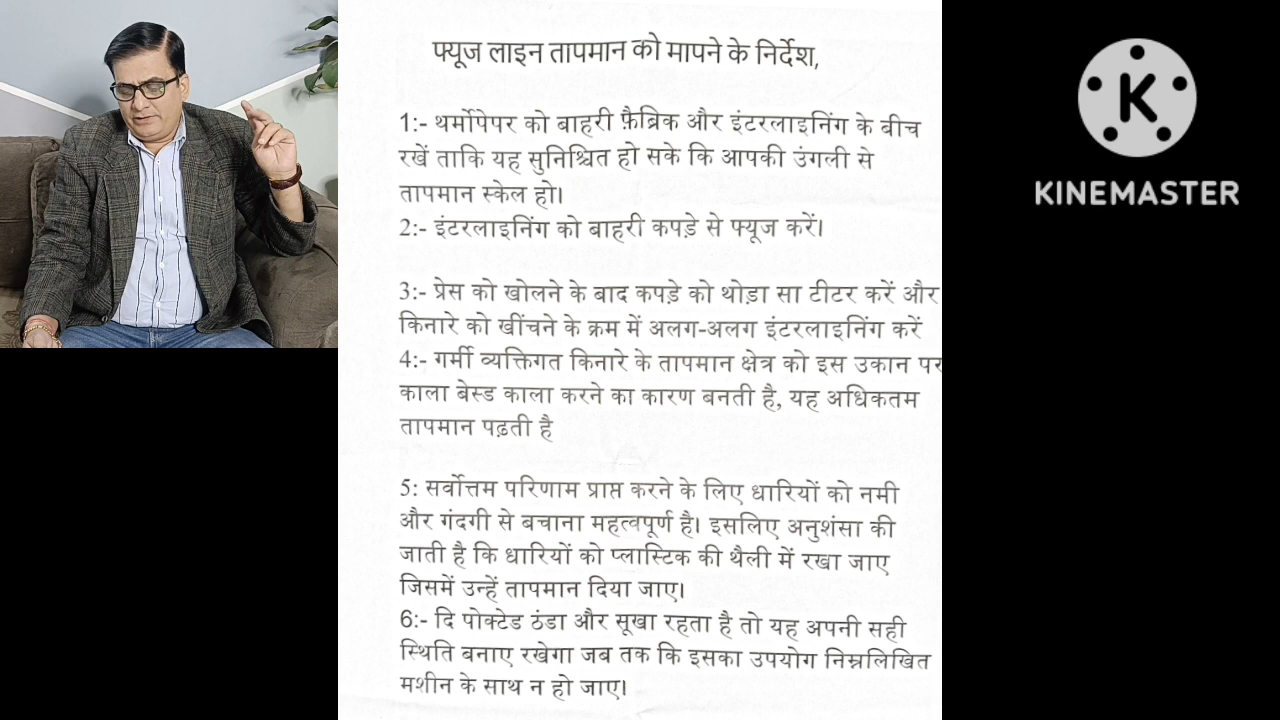 फ्यूज लाइन तापमान को मापने के निर्देश,
1:- थर्मोपेपर को बाहरी फ़ैब्रिक और इंटरलाइनिंग के बीच
रखें ताकि यह सुनिश्चित हो सके कि आपकी उंगली से
तापमान स्केल हो।
2:- इंटरलाइनिंग को बाहरी कपड़े से फ्यूज करें।
3:- प्रेस को खोलने के बाद कपड़े को थोड़ा सा टीटर करें और
किनारे को खींचने के क्रम में अलग-अलग इंटरलाइनिंग करें
4:- गर्मी व्यक्तिगत किनारे के तापमान क्षेत्र को इस उकान पर
काला बेस्ड काला करने का कारण बनती है, यह अधिकतम
तापमान पढ़ती है
5: सर्वोत्तम परिणाम प्राप्त करने के लिए धारियों को नमी
और गंदगी से बचाना महत्वपूर्ण है। इसलिए अनुशंसा की
जाती है कि धारियों को प्लास्टिक की थैली में रखा जाए
जिसमें उन्हें तापमान दिया जाए।
6:- दि पोक्टेड ठंडा और सूखा रहता है तो यह अपनी सही
स्थिति बनाए रखेगा जब तक कि इसका उपयोग निम्नलिखित
मशीन के साथ न हो जाए।
K
KINEMASTER